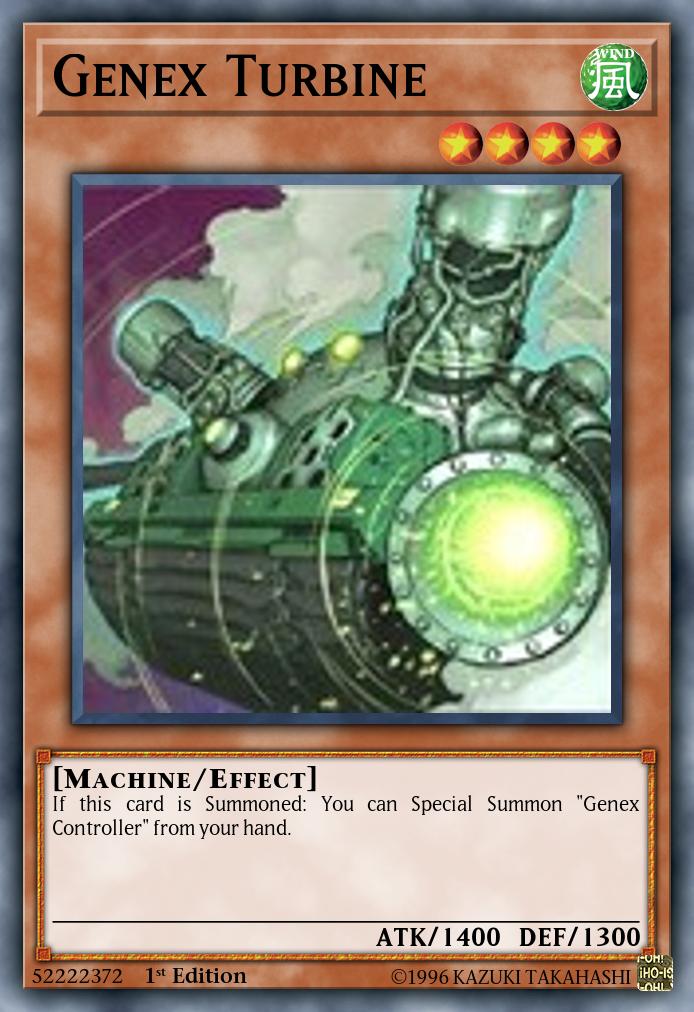 Genex Turbine
WIND
風
[Machine/Effect]
If this card is Summoned: You can Special Summon "Genex
Controller" from your hand.
ATK/1400 DEF/1300
52222372 1st Edition ©1996 KAZUKI TAKAHASHI